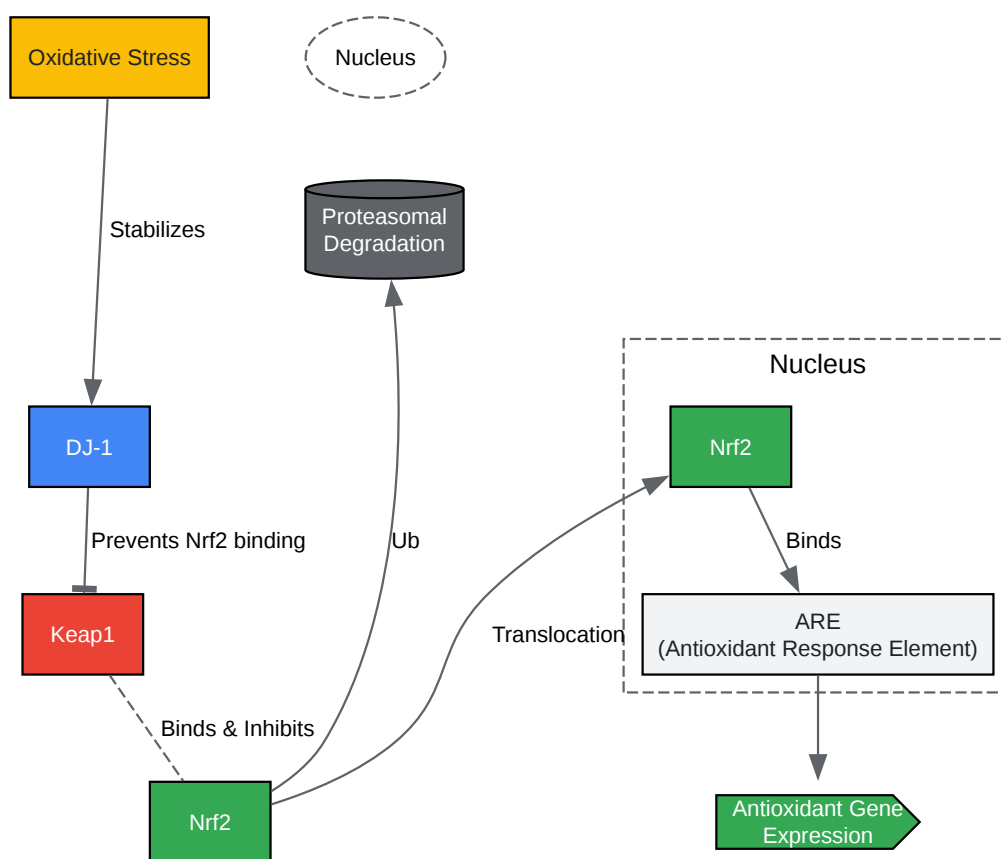 Oxidative Stress
Nucleus
Proteasomal
Degradation
Stabilizes
Nucleus
DJ-1
Nrf2
Prevents Nrf2 binding
Ub
Binds
Keap1
Translocation
ARE
(Antioxidant Response Element)
Binds & Inhibits
Nrf2
Antioxidant Gene
Expression